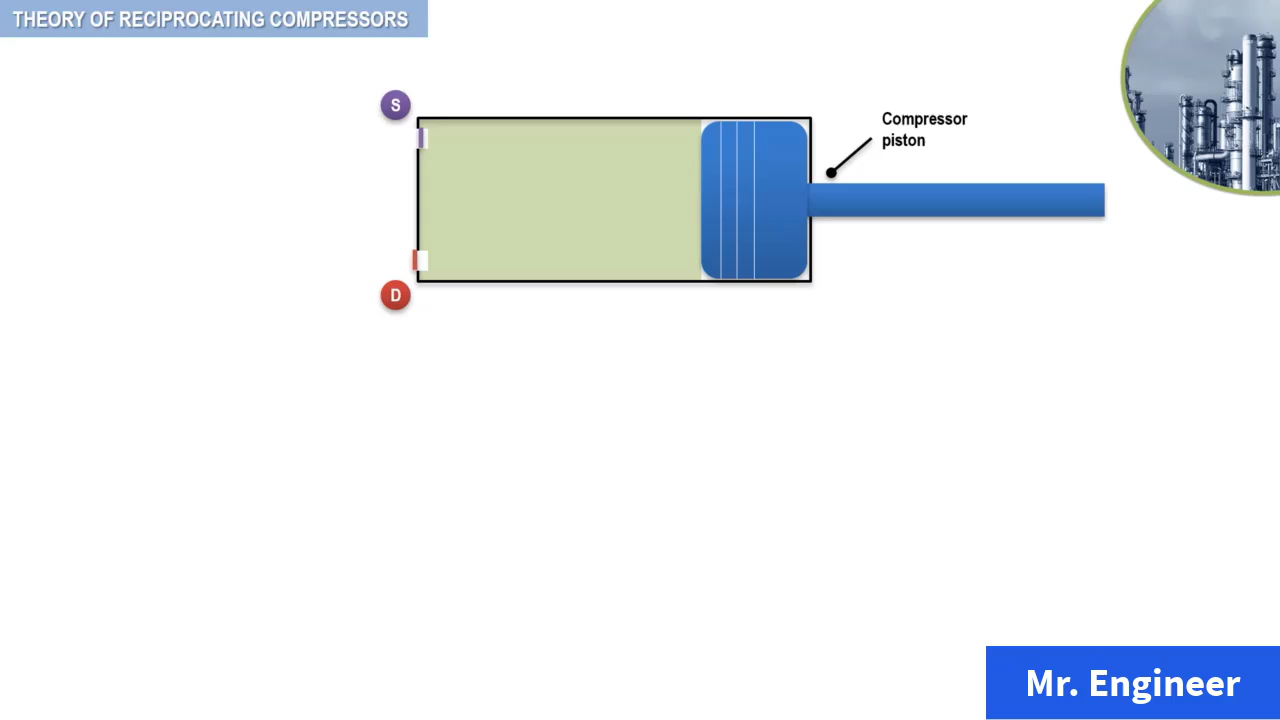 THEORY OF RECIPROCATING COMPRESSORS
S
Compressor
piston
D
Mr. Engineer